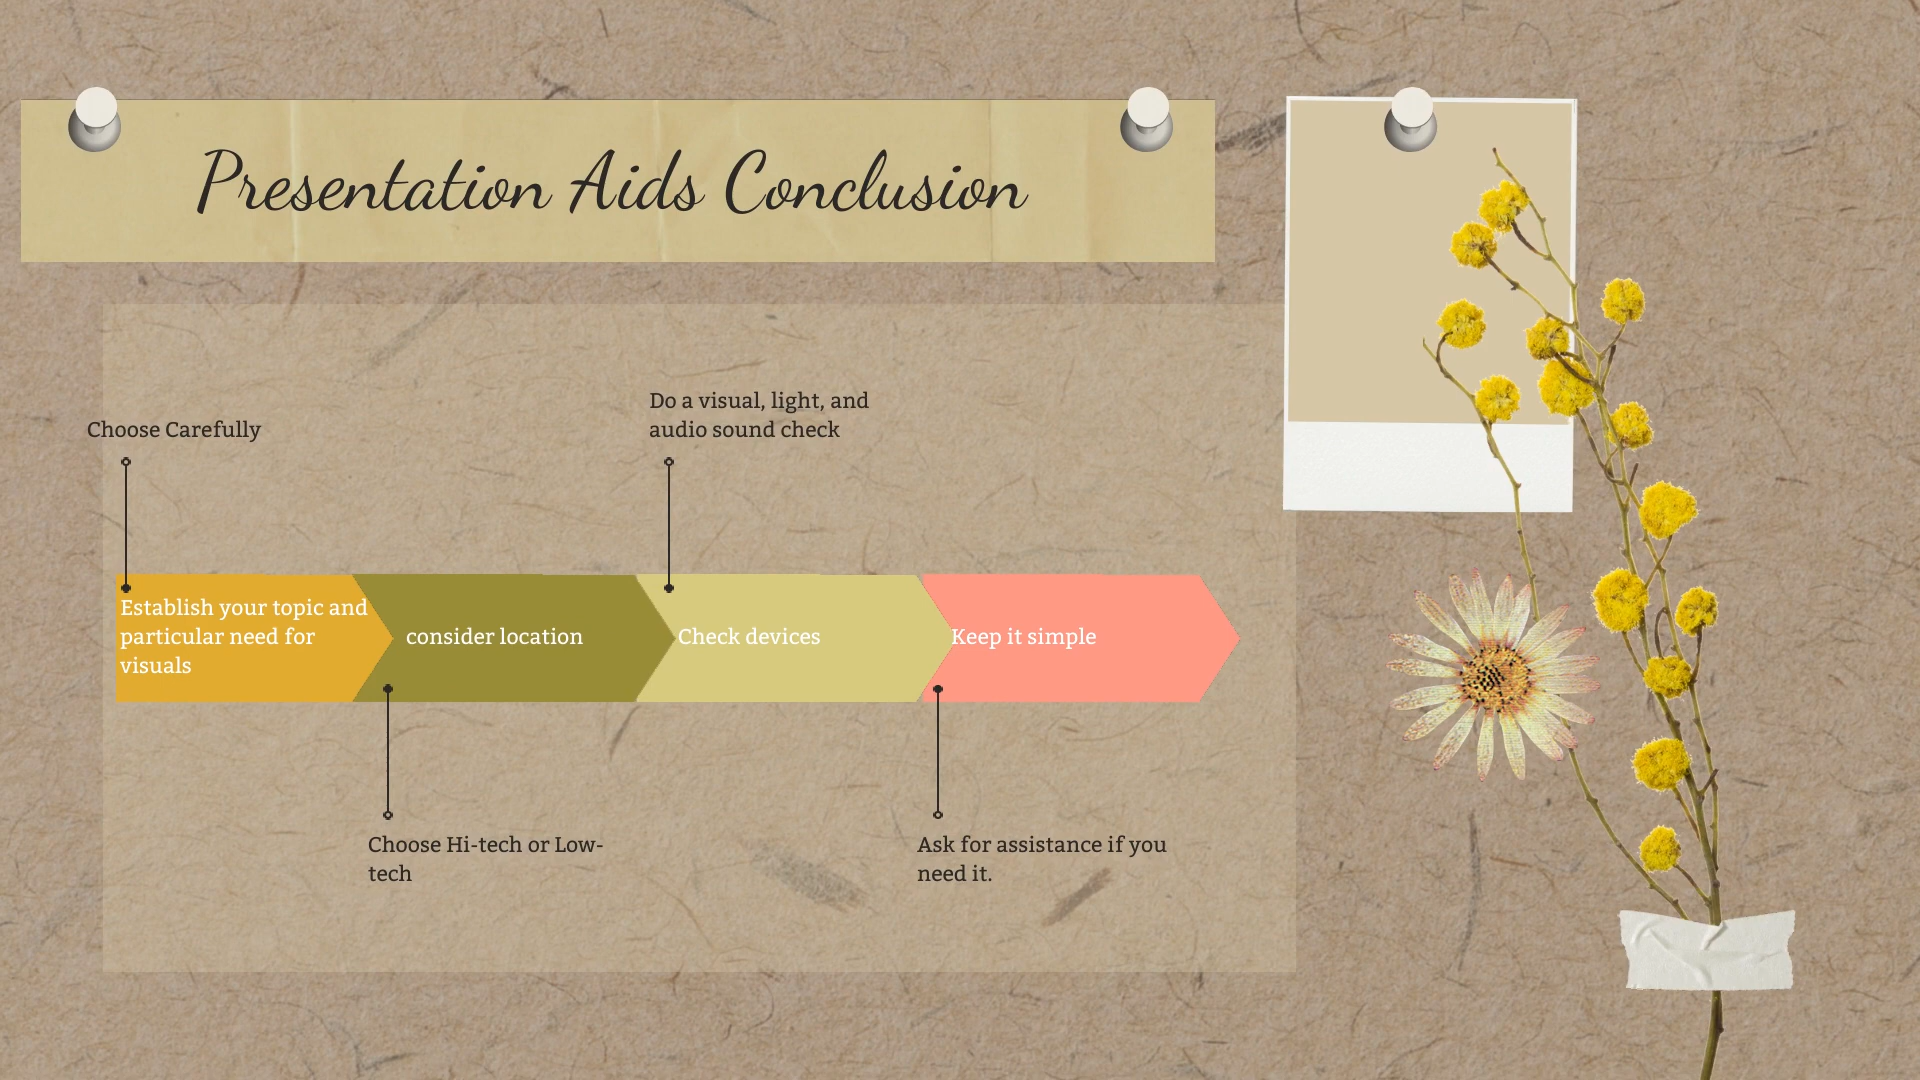 Presentation Aids Conclusion
Choose Carefully
Do a visual, light, and
audio sound check
Establish your topic and
particular need for
visuals
consider location
Check devices
Keep it simple
Choose Hi-tech or Low-
tech
Ask for assistance if you
need it.